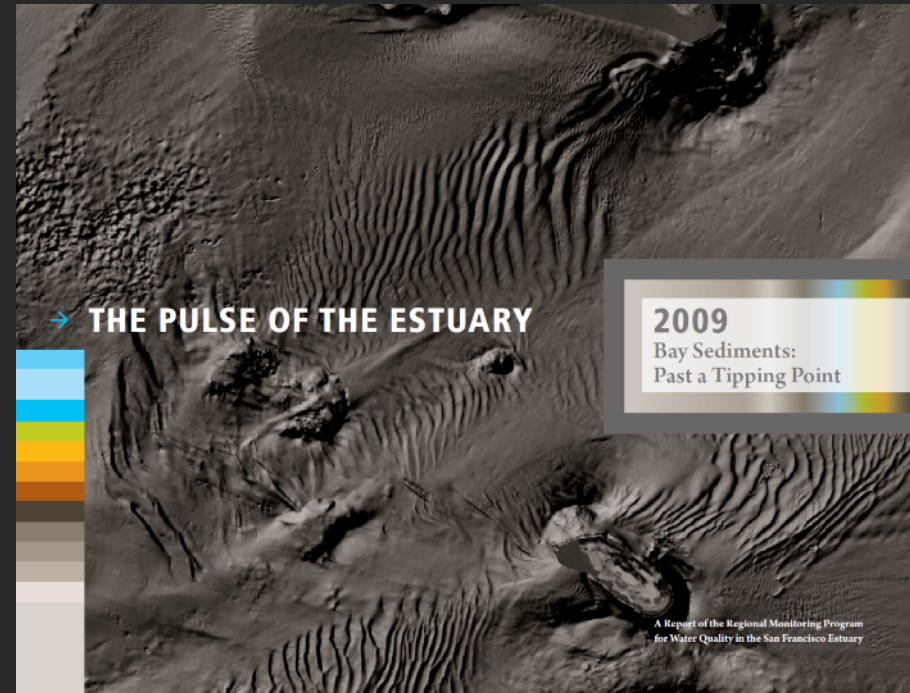 → THE PULSE OF THE ESTUARY
2009
Bay Sediments:
Past a Tipping Point
A Report of the Regional Monitoring Program
for Water Quality in the San Francisco Estuary